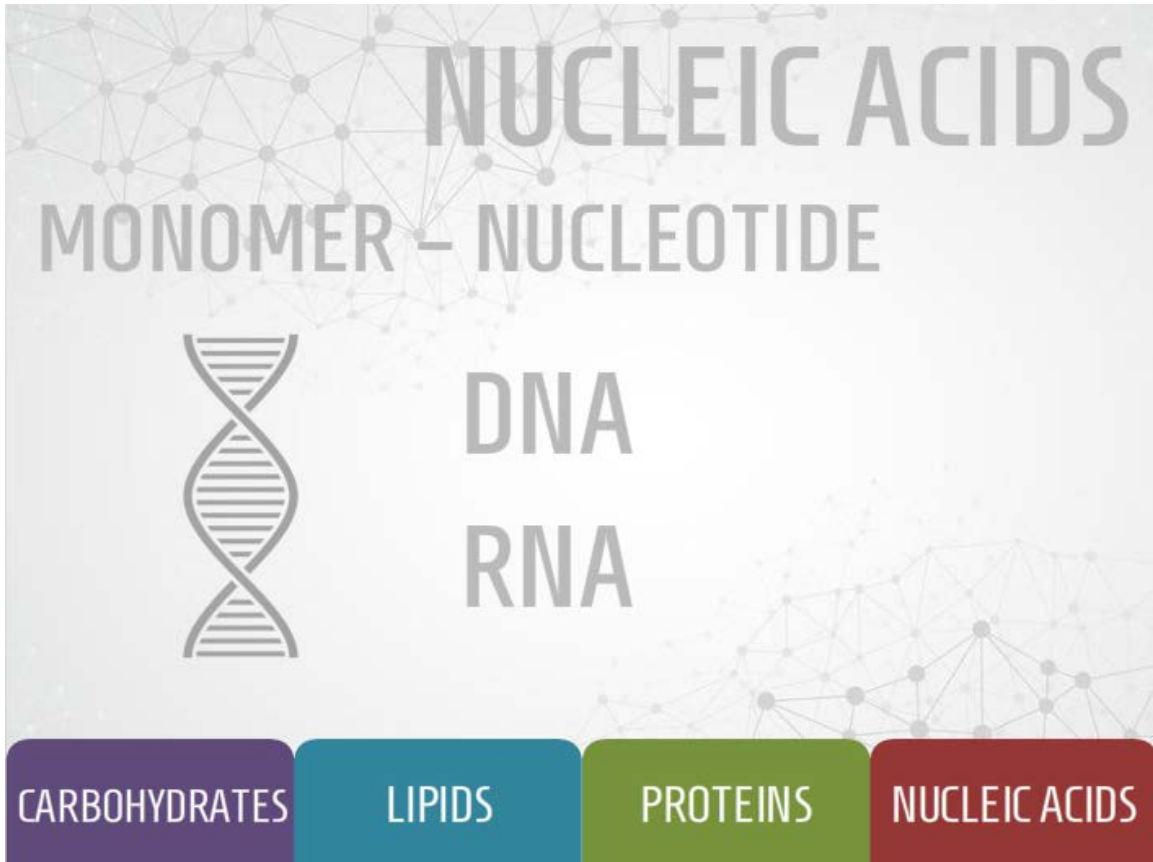 NUCLEIC ACIDS
MONOMER – NUCLEOTIDE
DNA
RNA
CARBOHYDRATES
LIPIDS
PROTEINS
NUCLEIC ACIDS